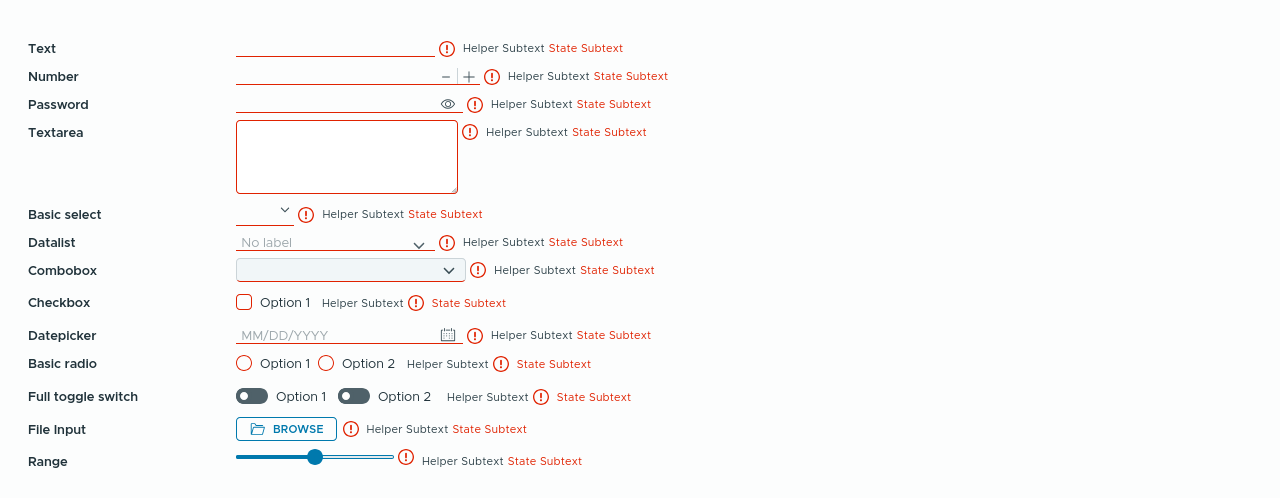 Text Helper Subtext State Subtext
Number Helper Subtext State Subtext
Password Helper Subtext State Subtext
Textarea Helper Subtext State Subtext
Basic select Helper Subtext State Subtext
Datalist No label Helper Subtext State Subtext
Combobox Helper Subtext State Subtext
Checkbox Option 1 Helper Subtext State Subtext
Datepicker MM/DD/YYYY Helper Subtext State Subtext
Basic radio Option 1 Option 2 Helper Subtext State Subtext
Full toggle switch Option 1 Option 2 Helper Subtext State Subtext
File Input BROWSE Helper Subtext State Subtext
Range Helper Subtext State Subtext